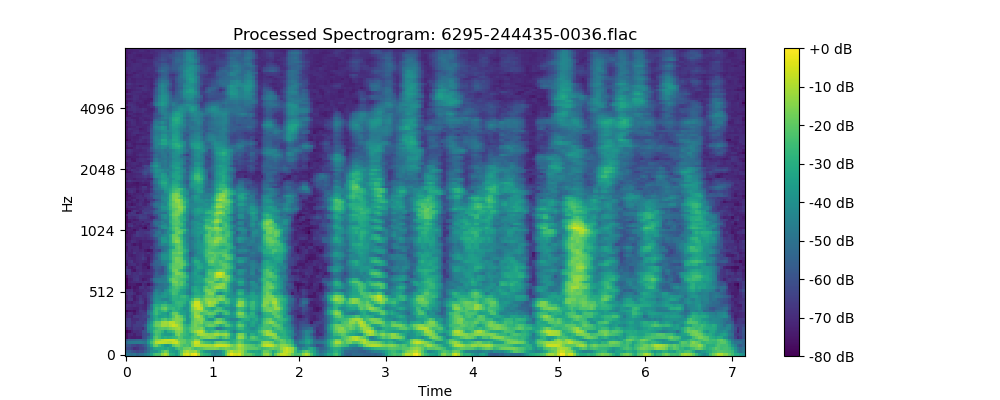 Processed Spectrogram: 6295-244435-0036.flac
+0 dB
4096
-10 dB
-20 dB
2048
-30 dB
Hz
1024
-40 dB
-50 dB
512
-60 dB
-70 dB
0
-80 dB
0 1 2 3 4 5 6 7
Time